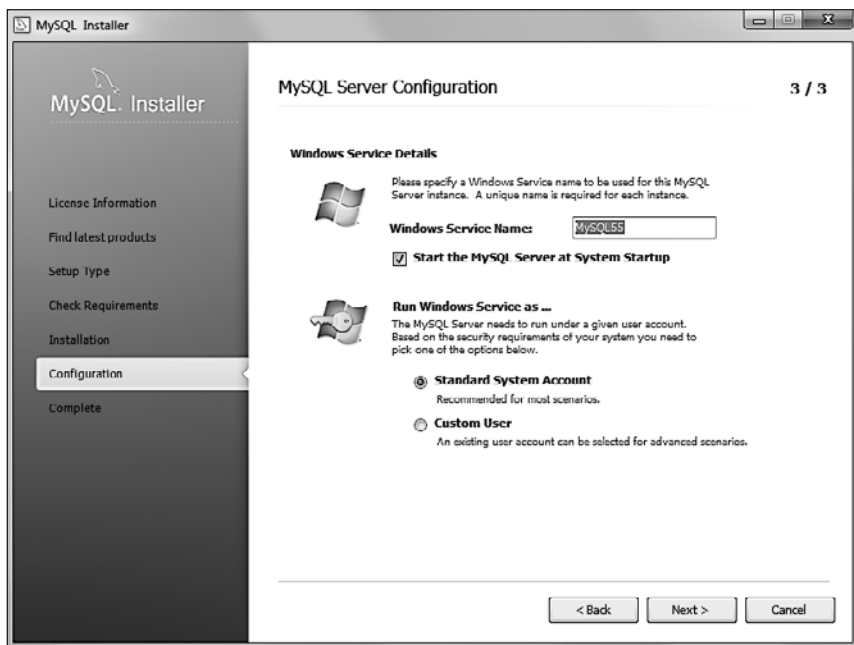 MySQL Installer
MySQL. Installer
License Information
Find latest products
Setup Type
Check Requirements
Installation
Configuration
Complete
MySQL Server Configuration
3 / 3
Windows Service Details
Please specify a Windows Service name to be used for this MySQL
Server instance. A unique name is required for each instance.
Windows Service Name:
MySQL55
Start the MySQL Server at System Startup
Run Windows Service as ...
The MySQL Server needs to run under a given user account.
Based on the security requirements of your system you need to
pick one of the options below.
Standard System Account
Recommended for most scenarios.
Custom User
An existing user account can be selected for advanced scenarios.
< Back
Next >
Cancel